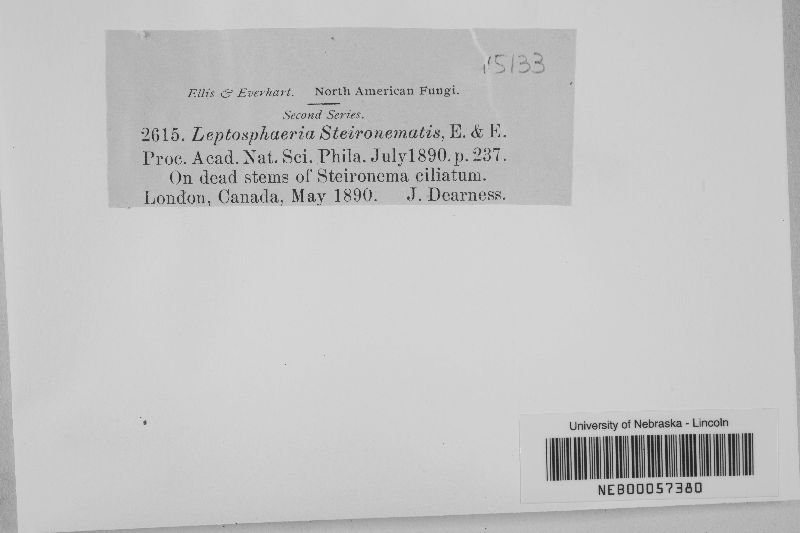 15133
Ellis & Everhart. North American Fungi.
Second Series.
2615. Leptosphaeria Steironematis, E. & E.
Proc. Acad. Nat. Sci. Phila. July 1890. p. 237.
On dead stems of Steironema ciliatum.
London, Canada, May 1890. J. Dearness.
University of Nebraska - Lincoln
NEB00057380